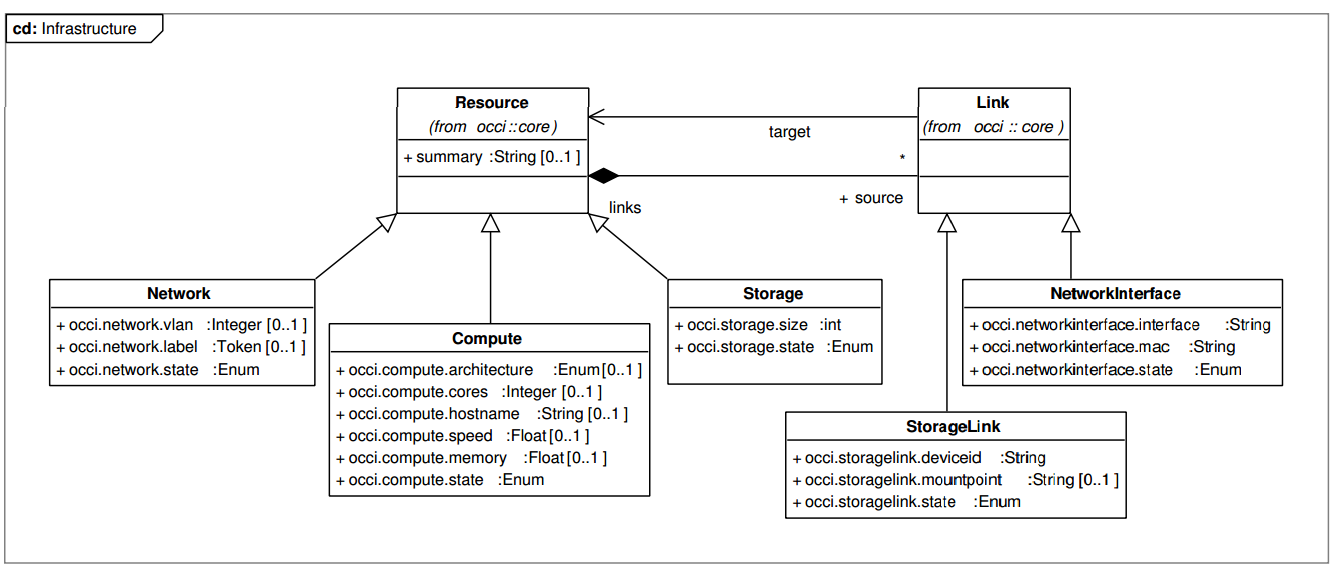 cd: Infrastructure
Resource
(from occi::core)
+ summary :String [0..1 ]
Link
(from occi :: core )
target
*
+ source
links
Network
+ occi.network.vlan :Integer [0..1 ]
+ occi.network.label :Token [0..1 ]
+ occi.network.state :Enum
Compute
+ occi.compute.architecture :Enum[0..1 ]
+ occi.compute.cores :Integer [0..1 ]
+ occi.compute.hostname :String [0..1 ]
+ occi.compute.speed :Float[0..1 ]
+ occi.compute.memory :Float[0..1 ]
+ occi.compute.state :Enum
Storage
+ occi.storage.size :int
+ occi.storage.state :Enum
NetworkInterface
+ occi.networkinterface.interface :String
+ occi.networkinterface.mac :String
+ occi.networkinterface.state :Enum
StorageLink
+ occi.storagelink.deviceid :String
+ occi.storagelink.mountpoint :String [0..1 ]
+ occi.storagelink.state :Enum